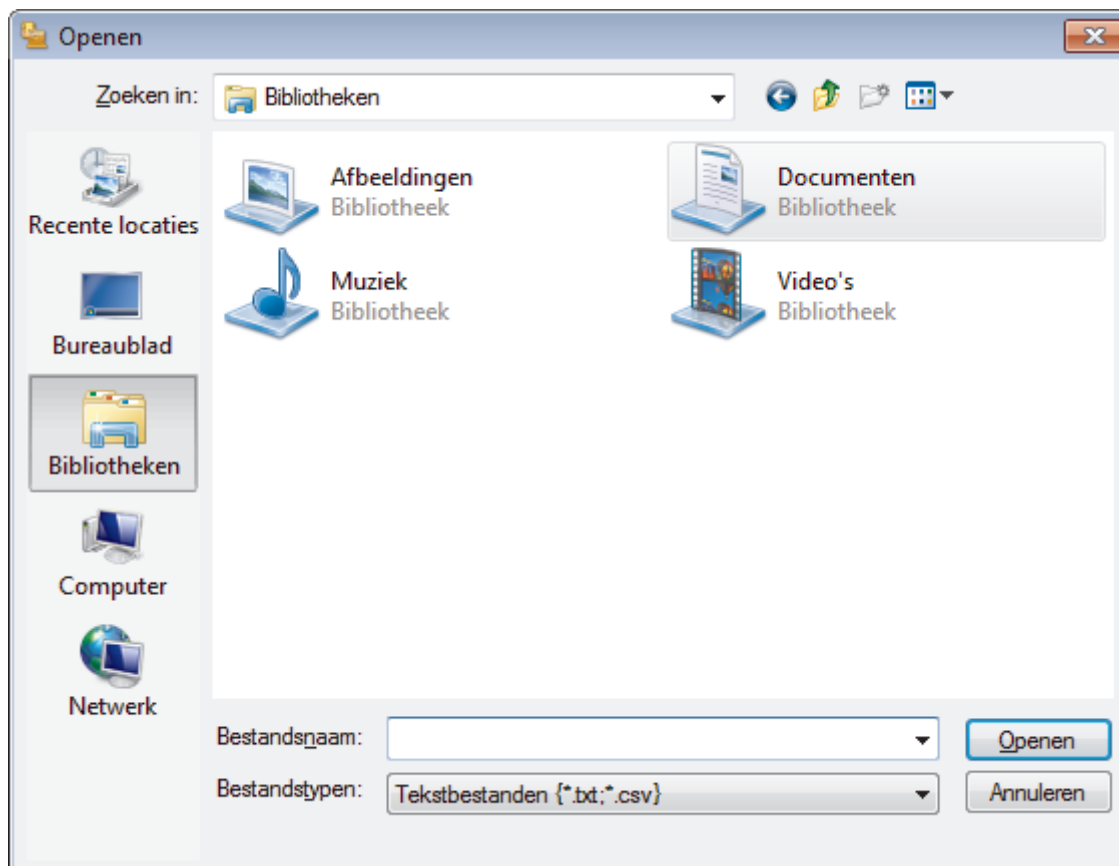 Openen
Zoeken in:
Bibliotheken
Recente locaties
Bureaublad
Bibliotheken
Computer
Netwerk
Afbeeldingen
Bibliotheek
Documenten
Bibliotheek
Muziek
Bibliotheek
Video's
Bibliotheek
Bestandsnaam:
Openen
Bestandstypen:
Tekstbestanden {*.txt;*.csv}
Annuleren